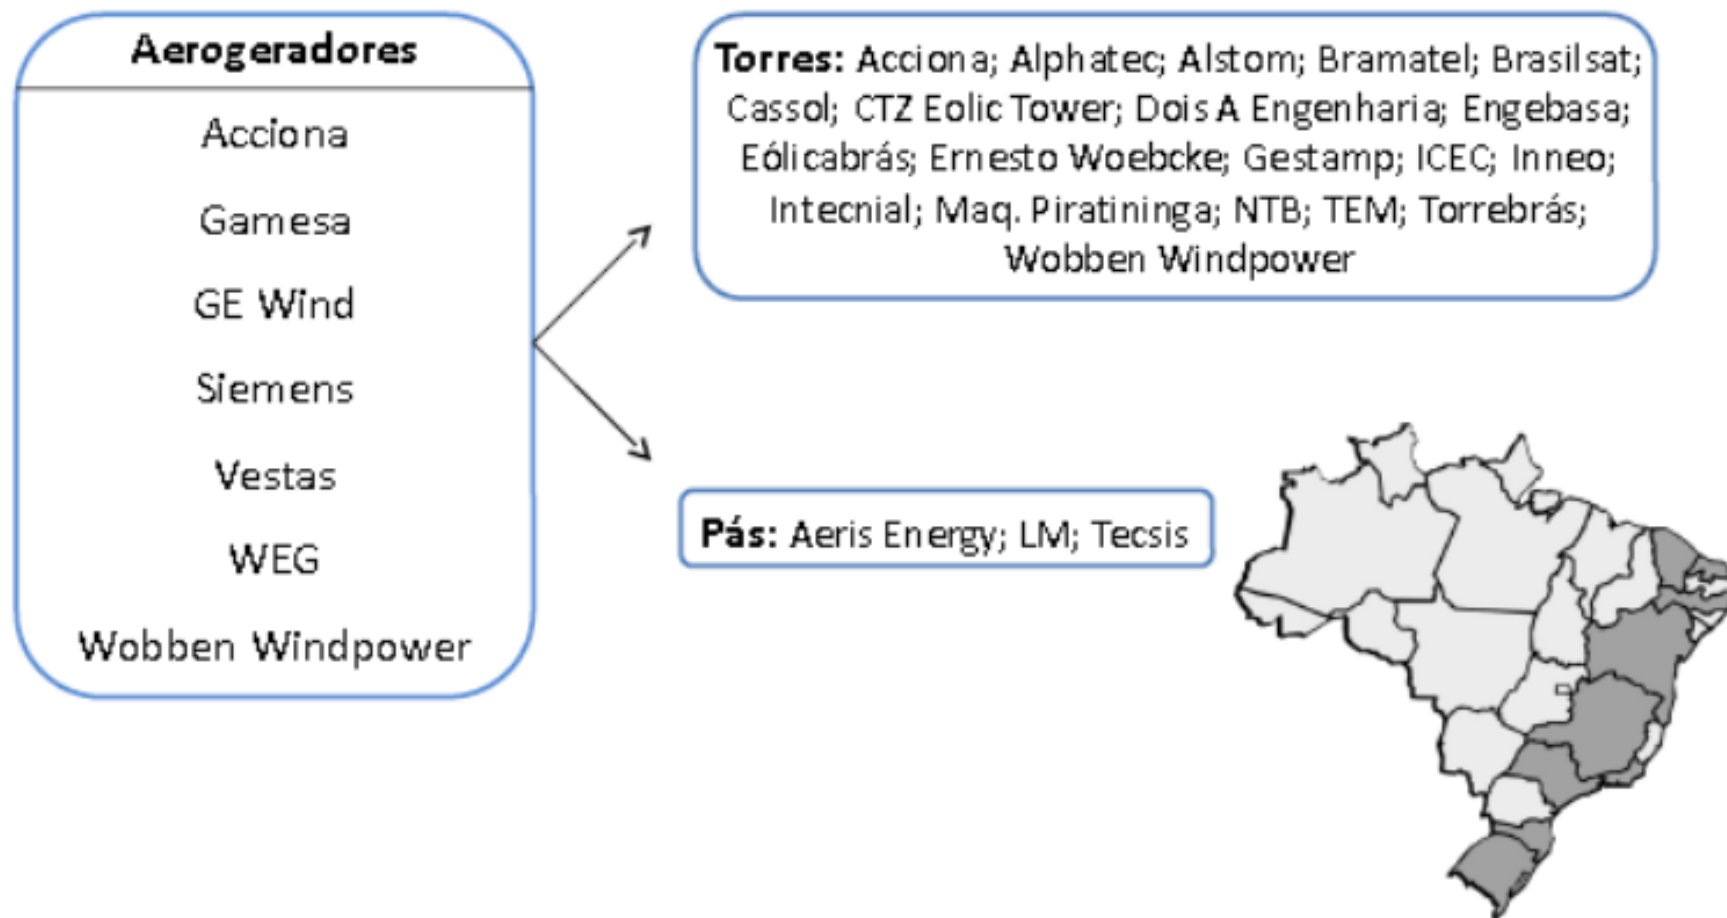 Aerogeradores
Acciona
Gamesa
GE Wind
Siemens
Vestas
WEG
Wobben Windpower
Torres: Acciona; Alphatec; Alstom; Bramatel; Brasilsat;
Cassol; CTZ Eolic Tower; Dois A Engenharia; Engebasa;
Eólicabrás; Ernesto Woebcke; Gestamp; ICEC; Inneo;
Intecnial; Maq. Piratininga; NTB; TEM; Torrebrás;
Wobben Windpower
Pás: Aeris Energy; LM; Tecsis